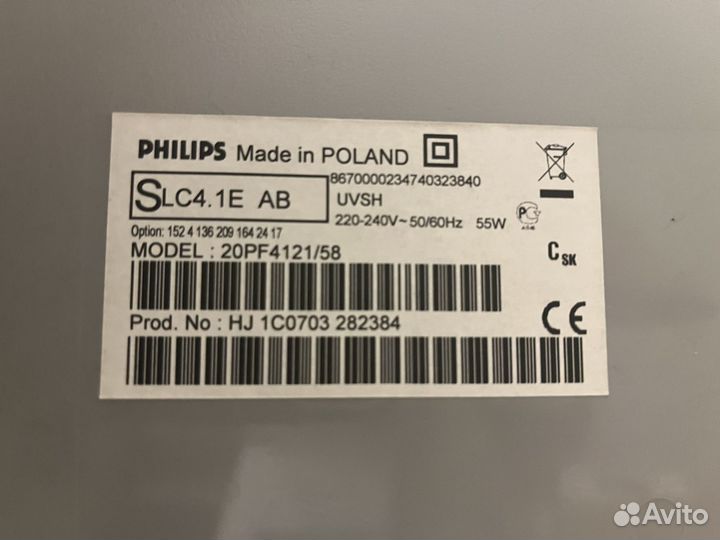 PHILIPS Made in POLAND
8670000234740323840
SLC4.1E AB
UVSH
220-240V~50/60Hz 55W
Option: 152 4 136 209 164 24 17
MODEL : 20PF4121/58
CSK
Prod. No : HJ 1C0703 282384
CE
Avito